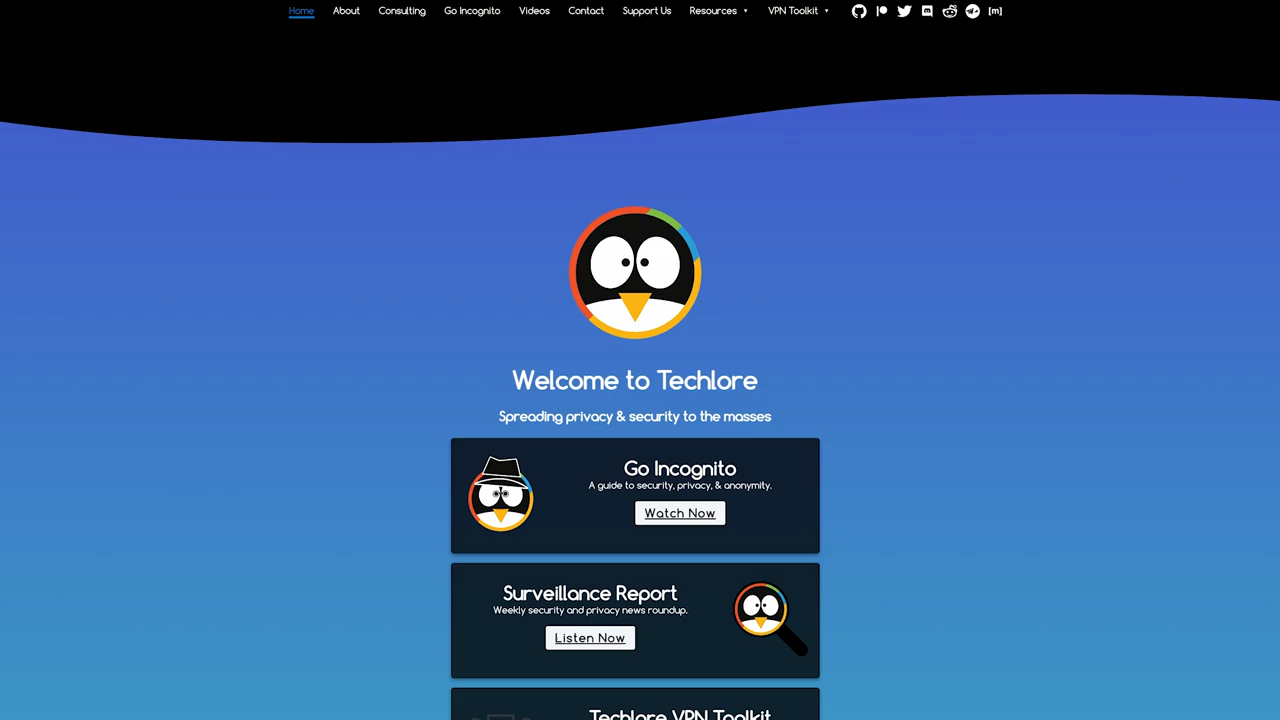 Home About Consulting Go Incognito Videos Contact Support Us Resources ▾ VPN Toolkit ▾ [m]
Welcome to Techlore
Spreading privacy & security to the masses
Go Incognito
A guide to security, privacy, & anonymity.
Watch Now
Surveillance Report
Weekly security and privacy news roundup.
Listen Now
Techlore VPN Toolkit